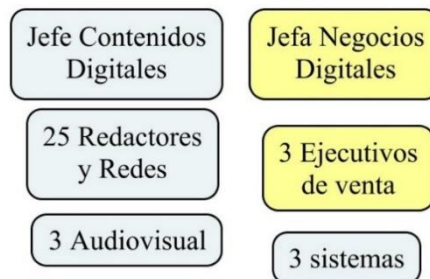 Jefe Contenidos
Digitales
25 Redactores
y Redes
3 Audiovisual
Jefa Negocios
Digitales
3 Ejecutivos
de venta
3 sistemas